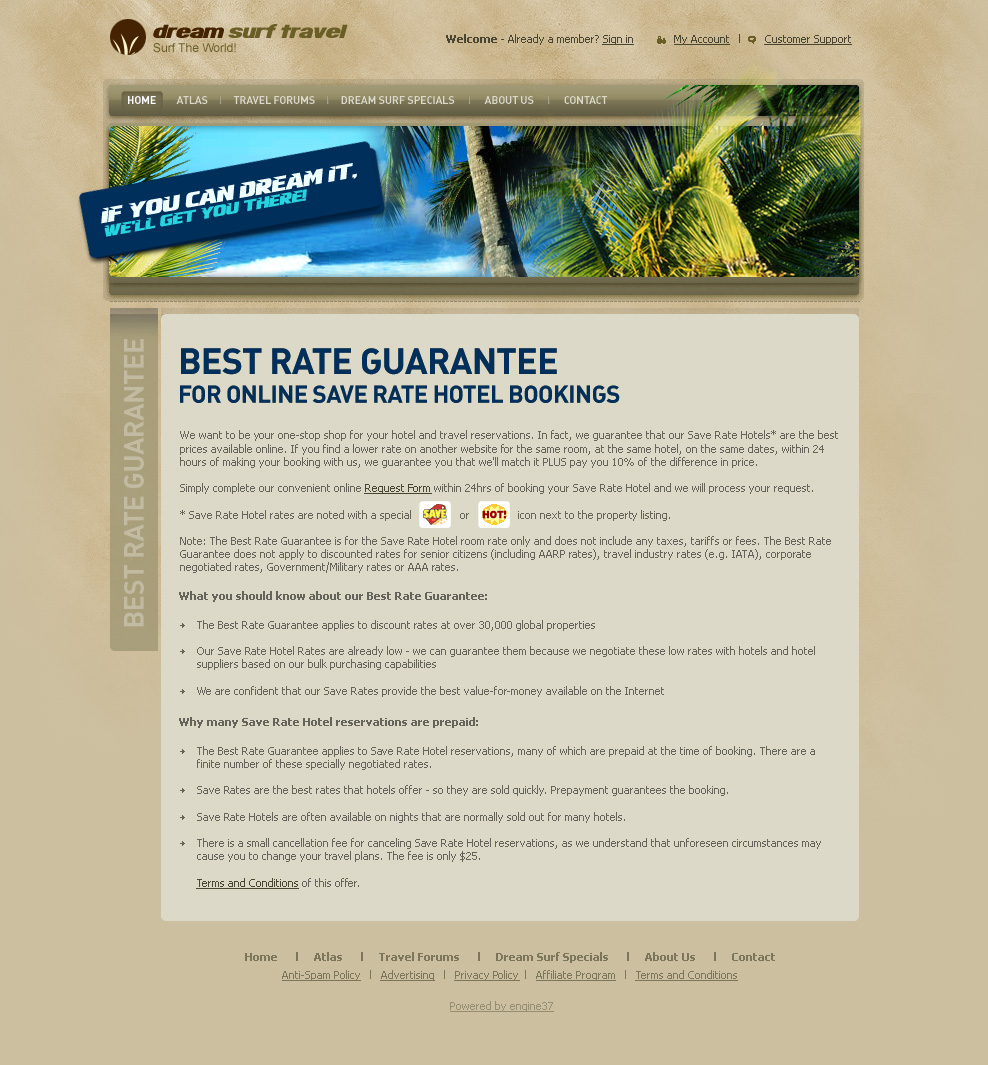 dream surf travel
Surf The World!
Welcome - Already a member? Sign in
My Account | Customer Support
HOME | ATLAS | TRAVEL FORUMS | DREAM SURF SPECIALS | ABOUT US | CONTACT
IF YOU CAN DREAM IT,
WE'LL GET YOU THERE!
BEST RATE GUARANTEE
BEST RATE GUARANTEE
FOR ONLINE SAVE RATE HOTEL BOOKINGS
We want to be your one-stop shop for your hotel and travel reservations. In fact, we guarantee that our Save Rate Hotels* are the best
prices available online. If you find a lower rate on another website for the same room, at the same hotel, on the same dates, within 24
hours of making your booking with us, we guarantee you that we'll match it PLUS pay you 10% of the difference in price.
Simply complete our convenient online Request Form within 24hrs of booking your Save Rate Hotel and we will process your request.
* Save Rate Hotel rates are noted with a special SAVE or HOT! icon next to the property listing.
Note: The Best Rate Guarantee is for the Save Rate Hotel room rate only and does not include any taxes, tariffs or fees. The Best Rate
Guarantee does not apply to discounted rates for senior citizens (including AARP rates), travel industry rates (e.g. IATA), corporate
negotiated rates, Government/Military rates or AAA rates.
What you should know about our Best Rate Guarantee:
The Best Rate Guarantee applies to discount rates at over 30,000 global properties
Our Save Rate Hotel Rates are already low - we can guarantee them because we negotiate these low rates with hotels and hotel
suppliers based on our bulk purchasing capabilities
We are confident that our Save Rates provide the best value-for-money available on the Internet
Why many Save Rate Hotel reservations are prepaid:
The Best Rate Guarantee applies to Save Rate Hotel reservations, many of which are prepaid at the time of booking. There are a
finite number of these specially negotiated rates.
Save Rates are the best rates that hotels offer - so they are sold quickly. Prepayment guarantees the booking.
Save Rate Hotels are often available on nights that are normally sold out for many hotels.
There is a small cancellation fee for canceling Save Rate Hotel reservations, as we understand that unforeseen circumstances may
cause you to change your travel plans. The fee is only $25.
Terms and Conditions of this offer.
Home | Atlas | Travel Forums | Dream Surf Specials | About Us | Contact
Anti-Spam Policy | Advertising | Privacy Policy | Affiliate Program | Terms and Conditions
Powered by engine37